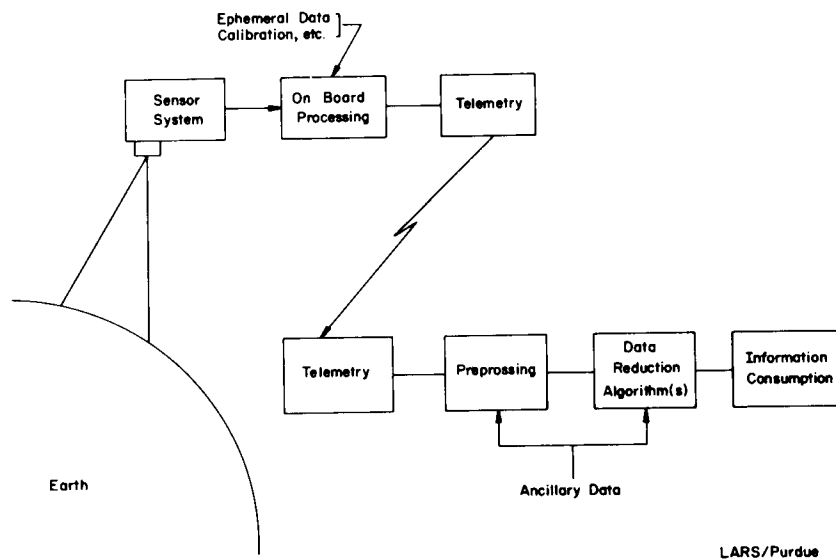 Ephemeral Data
Calibration, etc.
Sensor
System
On Board
Processing
Telemetry
Telemetry
Preprossing
Data
Reduction
Algorithm(s)
Information
Consumption
Ancillary Data
Earth
LARS/Purdue